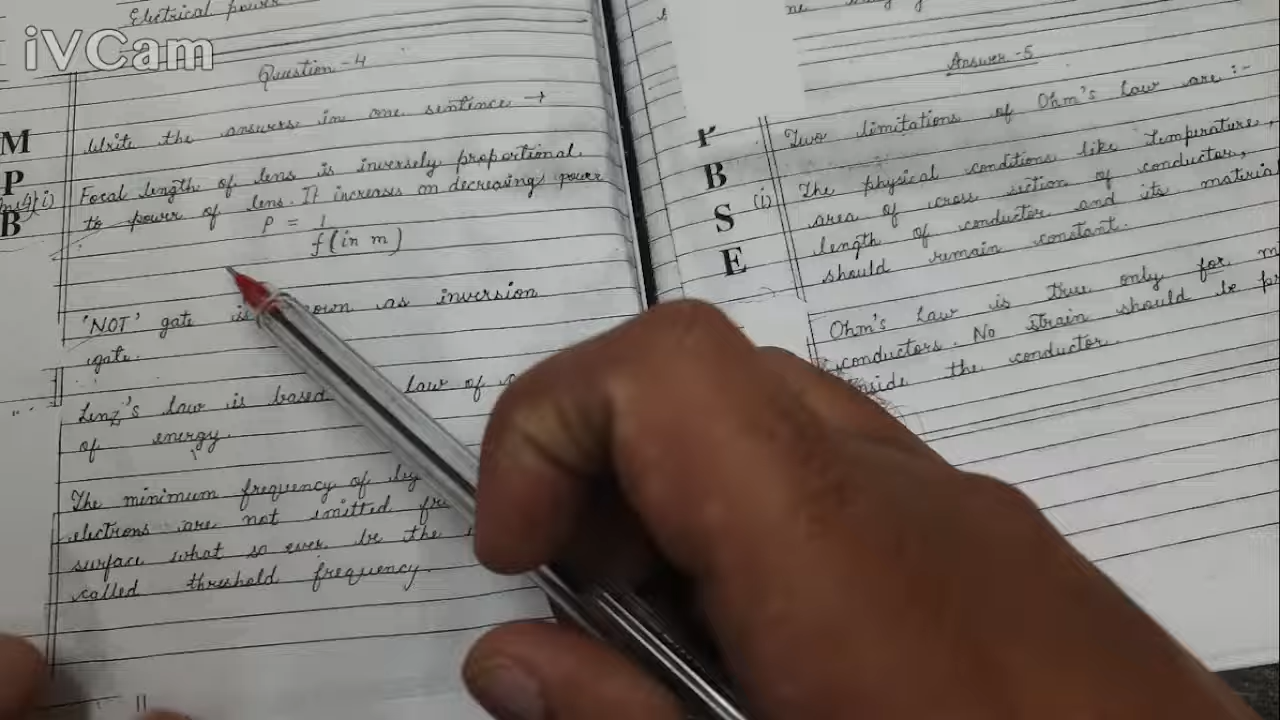 iVCam
Electrical power
Question - 4
Write the answers in one sentence →
M
P
B
Focal length of lens is inversely proportional
to power of lens. It increases on decreasing power
P = 1
f (in m)
'NOT' gate is as inversion
gate.
Lenz's law is based law of
of energy.
The minimum frequency of
electrons are not emitted
surface what so ever be the
called threshold frequency.
Answer - 5
B
S
E
Two limitations of Ohm's law are :-
(i) The physical conditions like temperature,
area of cross section of conductor,
length of conductor and its material
should remain constant.
Ohm's law is true only for
conductors. No strain should be
inside the conductor.